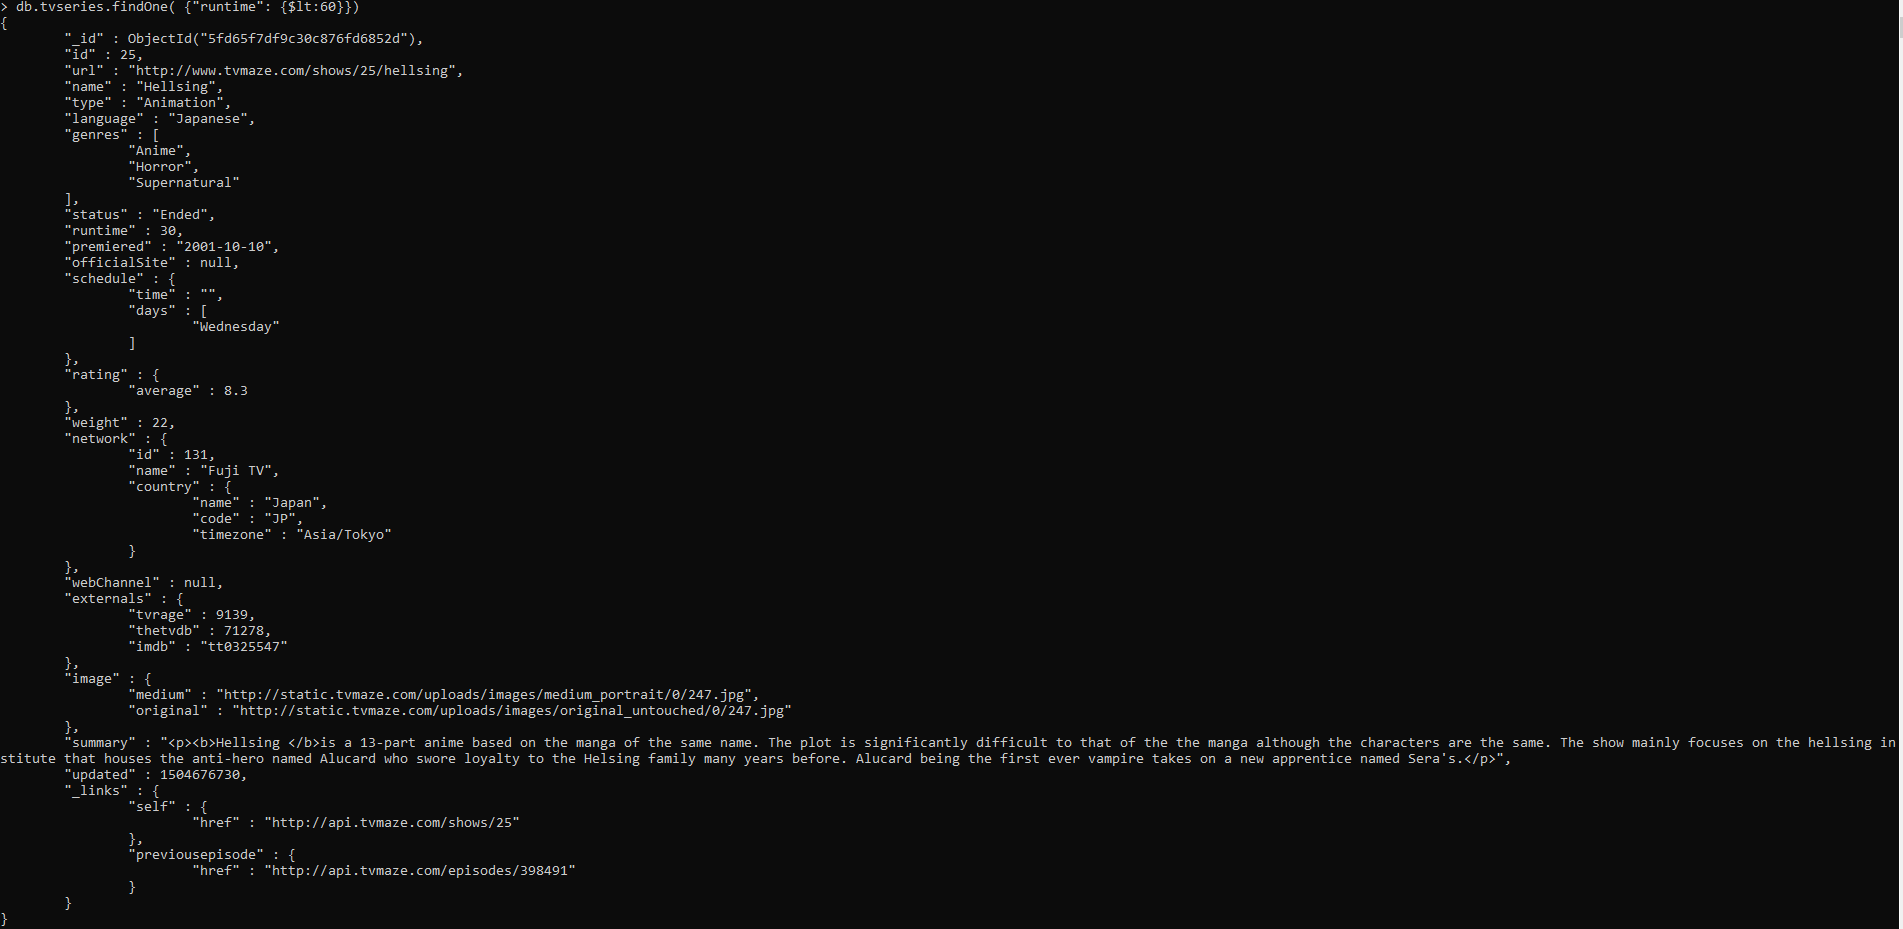 > db.tvseries.findOne( {"runtime": {$lt:60}})
{
"_id" : ObjectId("5fd65f7df9c30c876fd6852d"),
"id" : 25,
"url" : "http://www.tvmaze.com/shows/25/hellsing",
"name" : "Hellsing",
"type" : "Animation",
"language" : "Japanese",
"genres" : [
"Anime",
"Horror",
"Supernatural"
],
"status" : "Ended",
"runtime" : 30,
"premiered" : "2001-10-10",
"officialSite" : null,
"schedule" : {
"time" : "",
"days" : [
"Wednesday"
]
},
"rating" : {
"average" : 8.3
},
"weight" : 22,
"network" : {
"id" : 131,
"name" : "Fuji TV",
"country" : {
"name" : "Japan",
"code" : "JP",
"timezone" : "Asia/Tokyo"
}
},
"webChannel" : null,
"externals" : {
"tvrage" : 9139,
"thetvdb" : 71278,
"imdb" : "tt0325547"
},
"image" : {
"medium" : "http://static.tvmaze.com/uploads/images/medium_portrait/0/247.jpg",
"original" : "http://static.tvmaze.com/uploads/images/original_untouched/0/247.jpg"
},
"summary" : "<p><b>Hellsing </b>is a 13-part anime based on the manga of the same name. The plot is significantly difficult to that of the the manga although the characters are the same. The show mainly focuses on the hellsing in
stitute that houses the anti-hero named Alucard who swore loyalty to the Helsing family many years before. Alucard being the first ever vampire takes on a new apprentice named Sera's.</p>",
"updated" : 1504676730,
"_links" : {
"self" : {
"href" : "http://api.tvmaze.com/shows/25"
},
"previousepisode" : {
"href" : "http://api.tvmaze.com/episodes/398491"
}
}
}